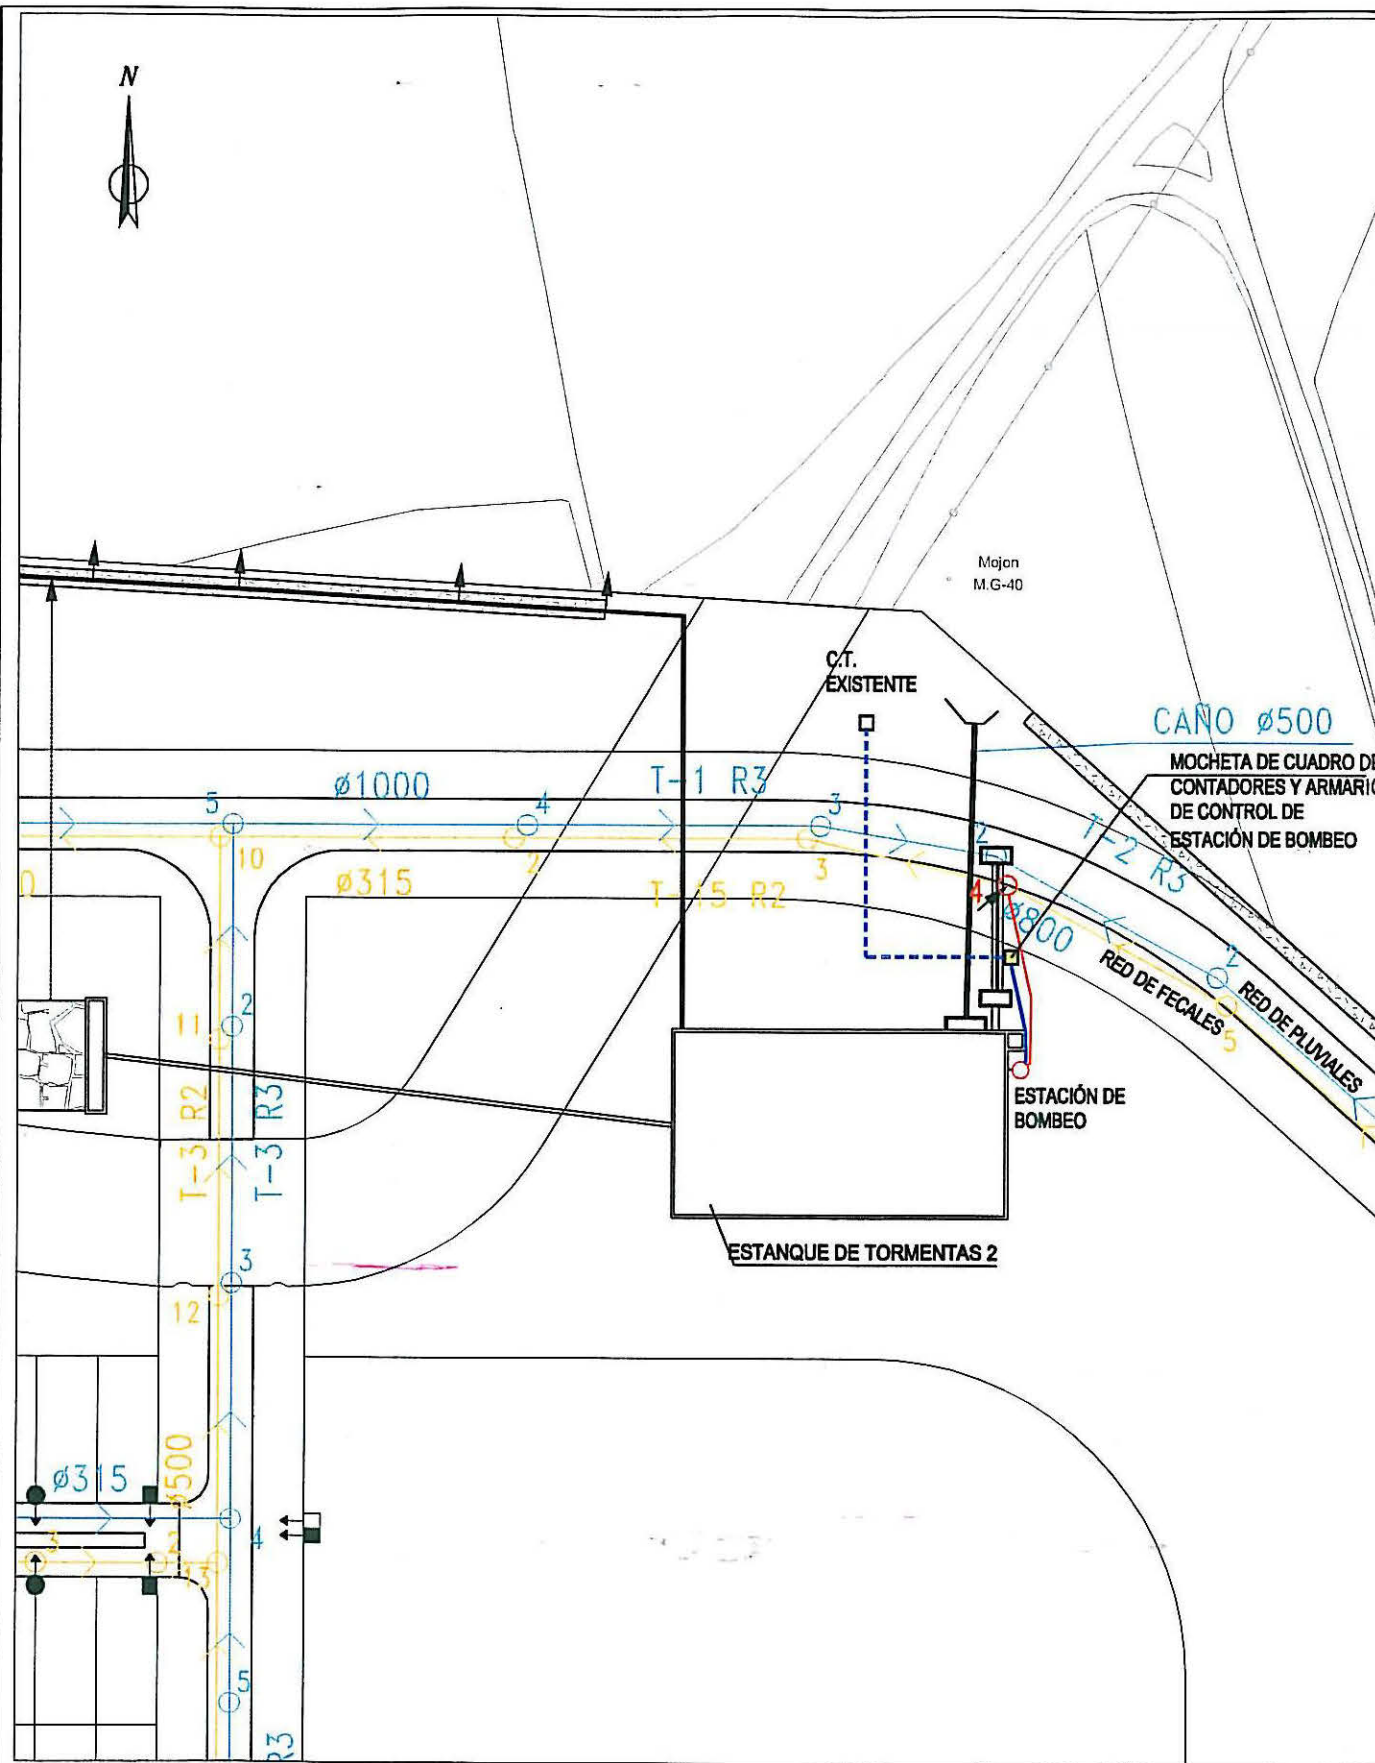 N
Mojon
M.G-40
C.T.
EXISTENTE
CAÑO ø500
MOCHETA DE CUADRO DE
CONTADORES Y ARMARIO
DE CONTROL DE
ESTACIÓN DE BOMBEO
5
ø1000
4
T-1 R3
3
2
T-2 R3
10
2
3
0
ø315
T-15 R2
4
ø800
2
RED DE FECALES
RED DE PLUVIALES
5
11
2
T-3 R2
T-3 R3
ESTACIÓN DE
BOMBEO
ESTANQUE DE TORMENTAS 2
3
12
ø315
ø500
4
3
2
13
5
R3